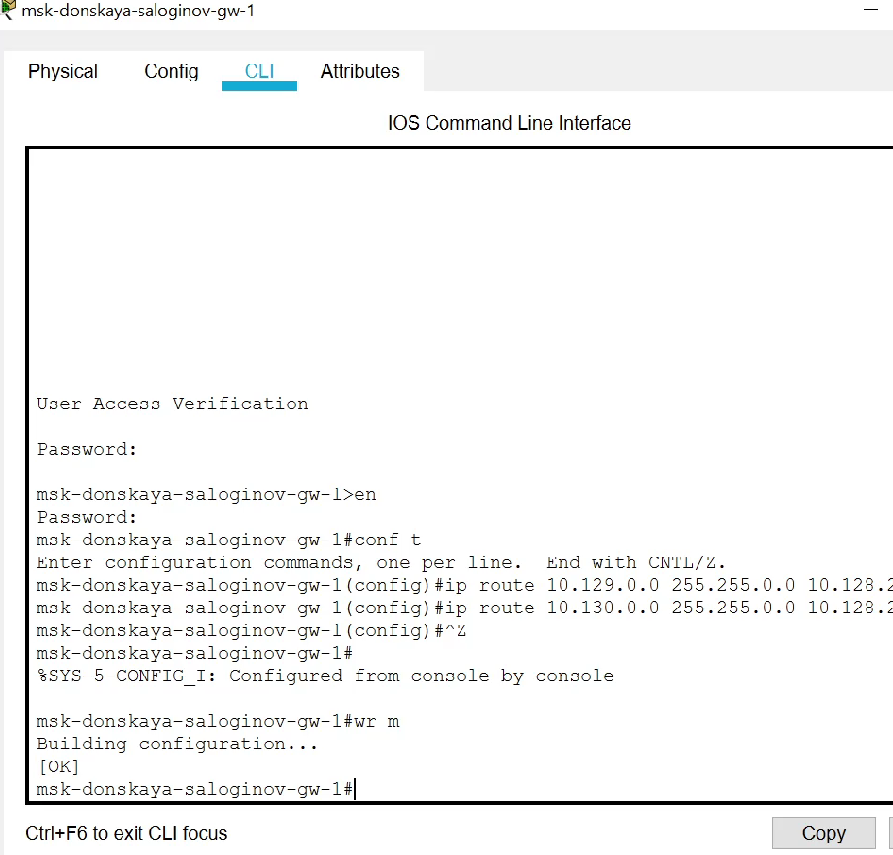 msk-donskaya-saloginov-gw-1
Physical Config CLI Attributes
IOS Command Line Interface
User Access Verification
Password:
msk-donskaya-saloginov-gw-1>en
Password:
msk-donskaya-saloginov-gw-1#conf t
Enter configuration commands, one per line.  End with CNTL/Z.
msk-donskaya-saloginov-gw-1(config)#ip route 10.129.0.0 255.255.0.0 10.128.2
msk-donskaya-saloginov-gw-1(config)#ip route 10.130.0.0 255.255.0.0 10.128.2
msk-donskaya-saloginov-gw-1(config)#^Z
msk-donskaya-saloginov-gw-1#
%SYS-5-CONFIG_I: Configured from console by console
msk-donskaya-saloginov-gw-1#wr m
Building configuration...
[OK]
msk-donskaya-saloginov-gw-1#
Ctrl+F6 to exit CLI focus
Copy